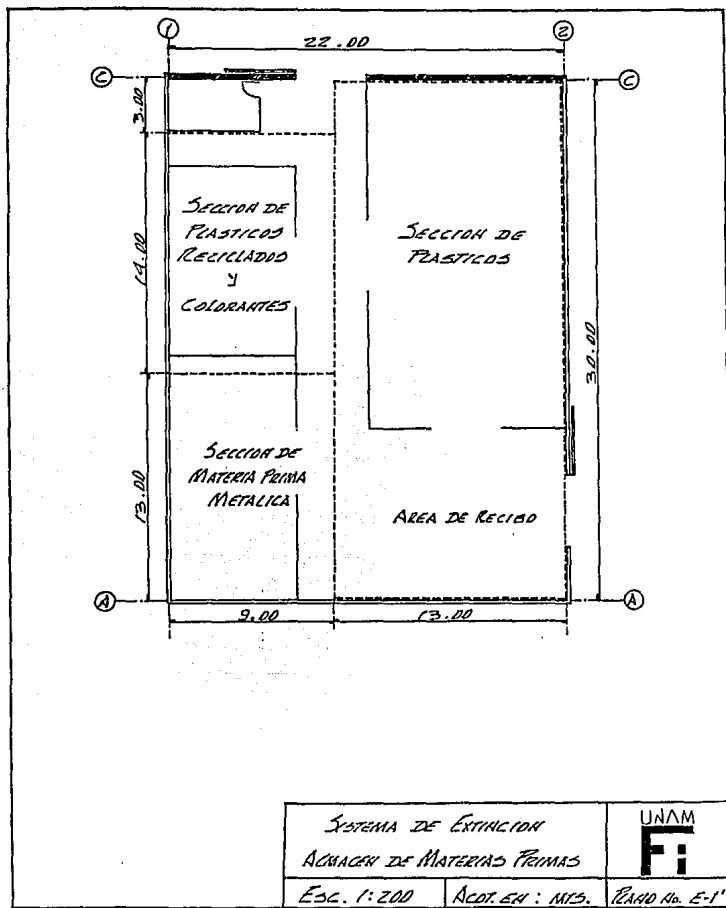 1
2
22.00
C
C
3.00
14.00
13.00
30.00
SECCION DE
PLASTICOS
RECICLADOS
Y
COLORANTES
SECCION DE
PLASTICOS
SECCION DE
MATERIA PRIMA
METALICA
AREA DE RECIBO
A
A
9.00
13.00
SISTEMA DE EXTINCION
ALMACEN DE MATERIAS PRIMAS
UNAM
Fi
ESC. 1:200
ACOT. EN : MTS.
PLANO No. E-1'